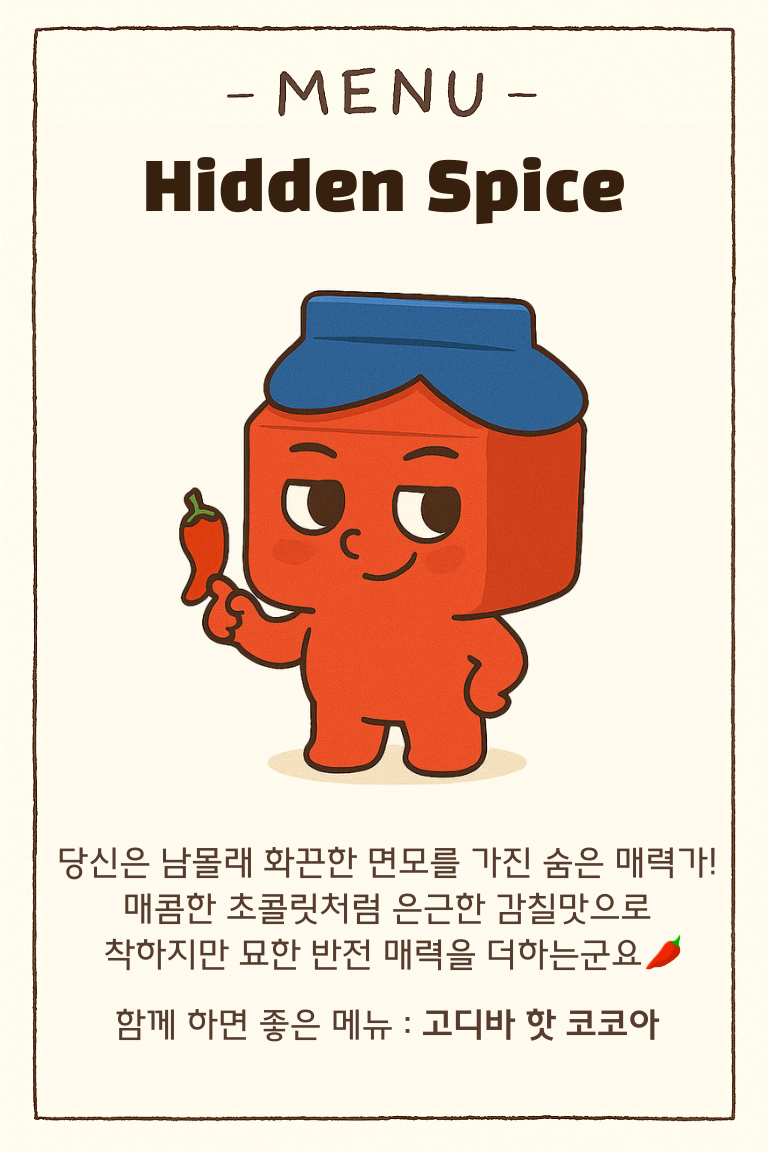 - MENU -
Hidden Spice
당신은 남몰래 화끈한 면모를 가진 숨은 매력가!
매콤한 초콜릿처럼 은근한 감칠맛으로
착하지만 묘한 반전 매력을 더하는군요🌶️
함께 하면 좋은 메뉴 : 고디바 핫 코코아